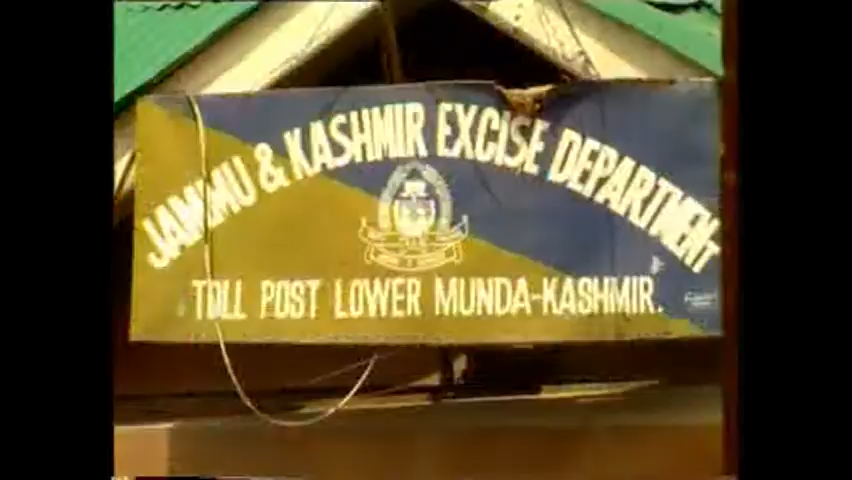 JAMMU & KASHMIR EXCISE DEPARTMENT
TOLL POST LOWER MUNDA-KASHMIR.